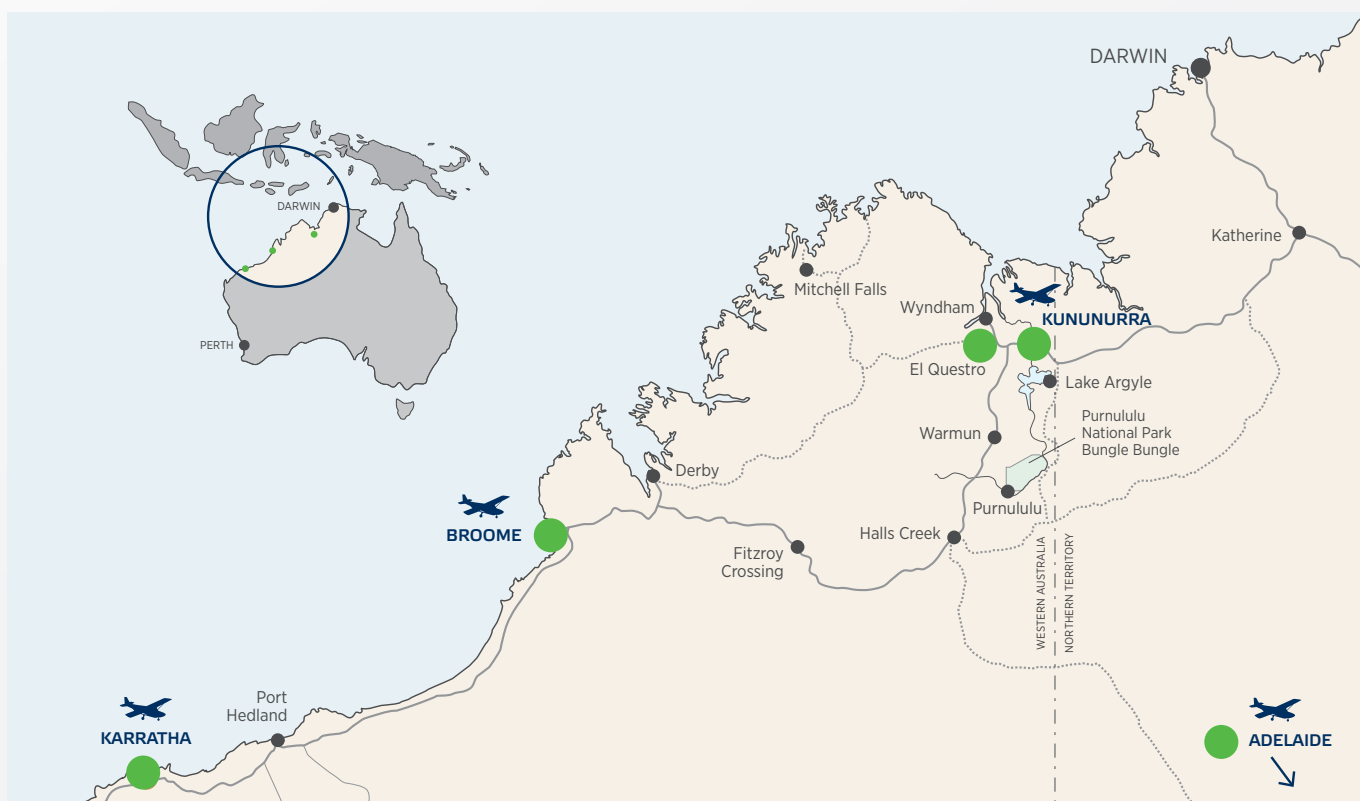 DARWIN
DARWIN
PERTH
Katherine
Mitchell Falls
Wyndham
KUNUNURRA
El Questro
Lake Argyle
Purnululu
National Park
Bungle Bungle
Warmun
Derby
Purnululu
BROOME
Halls Creek
Fitzroy
Crossing
WESTERN AUSTRALIA
NORTHERN TERRITORY
Port
Hedland
KARRATHA
ADELAIDE